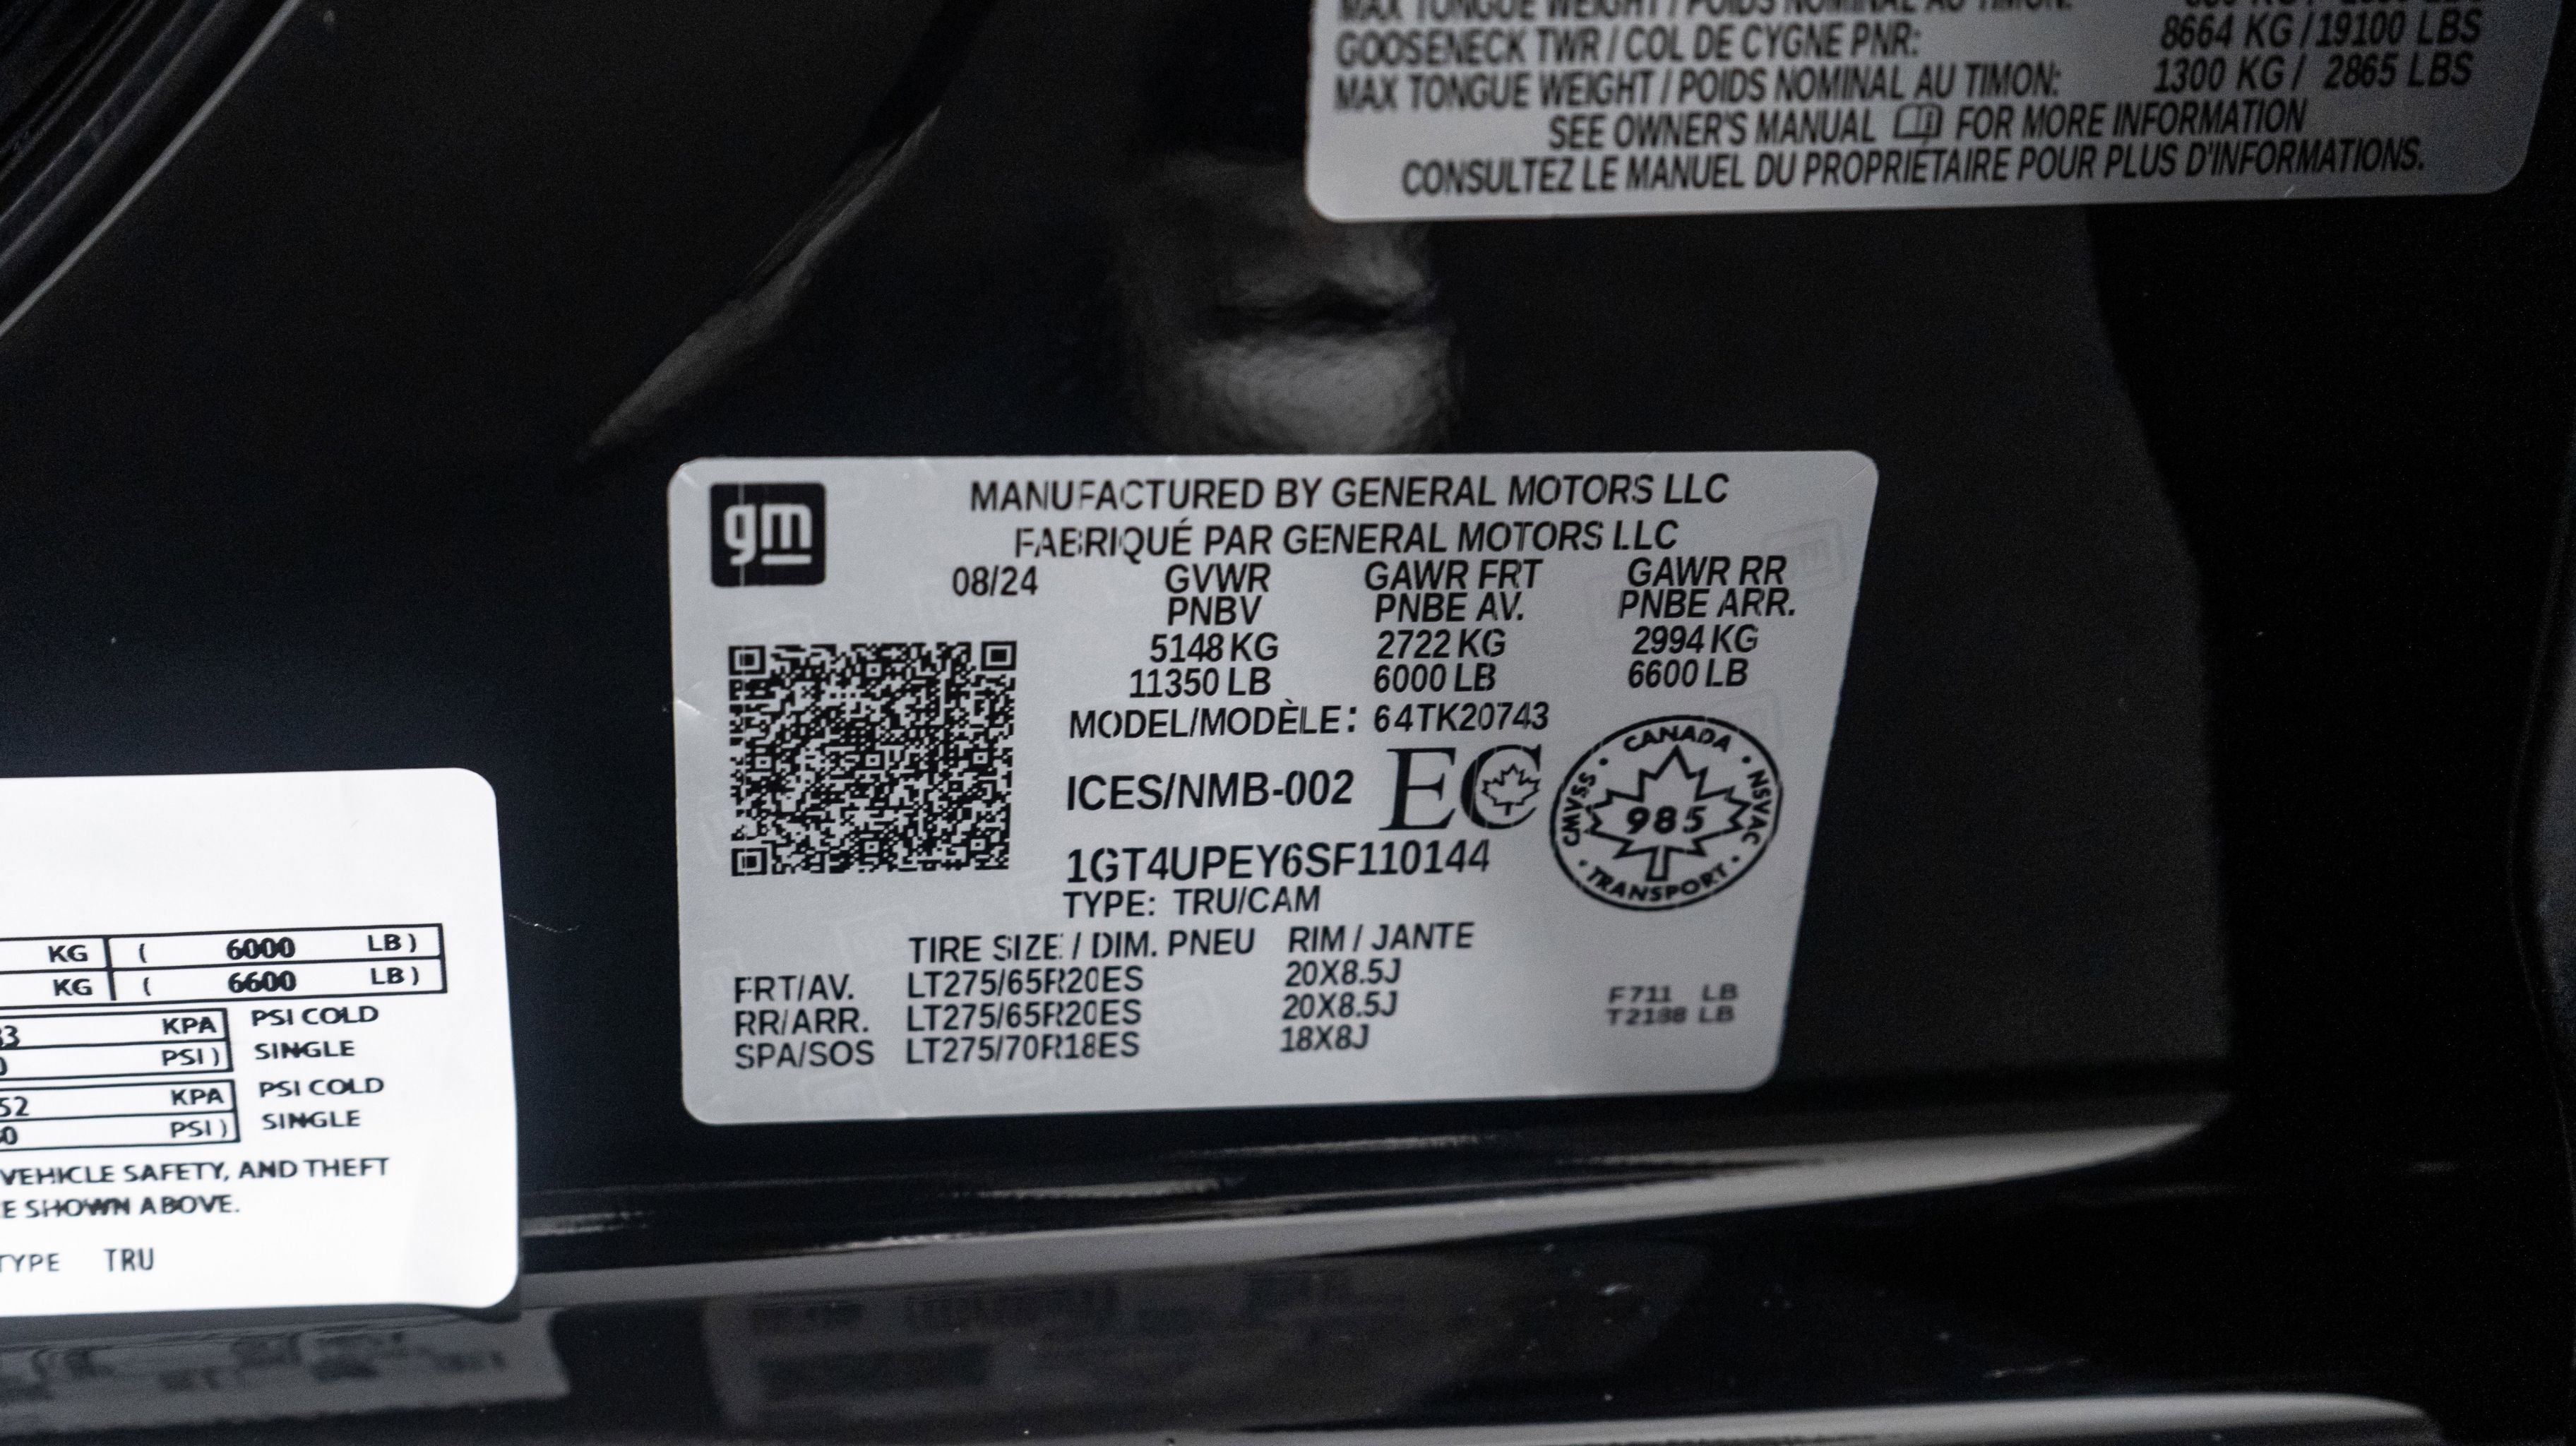 MAX TONGUE WEIGHT / POIDS NOMINAL AU TIMON:
GOOSENECK TWR / COL DE CYGNE PNR: 8664 KG / 19100 LBS
MAX TONGUE WEIGHT / POIDS NOMINAL AU TIMON: 1300 KG / 2865 LBS
SEE OWNER'S MANUAL FOR MORE INFORMATION
CONSULTEZ LE MANUEL DU PROPRIETAIRE POUR PLUS D'INFORMATIONS.
gm
MANUFACTURED BY GENERAL MOTORS LLC
FABRIQUÉ PAR GENERAL MOTORS LLC
08/24 GVWR GAWR FRT GAWR RR
PNBV PNBE AV. PNBE ARR.
5148 KG 2722 KG 2994 KG
11350 LB 6000 LB 6600 LB
MODEL/MODÈLE: 64TK20743
ICES/NMB-002 EC
CANADA
CMVSS 985 NSVAC
TRANSPORT
1GT4UPEY6SF110144
TYPE: TRU/CAM
TIRE SIZE / DIM. PNEU RIM / JANTE
FRT/AV. LT275/65R20ES 20X8.5J
RR/ARR. LT275/65R20ES 20X8.5J
SPA/SOS LT275/70R18ES 18X8J
F711 LB
T2188 LB
KG ( 6000 LB )
KG ( 6600 LB )
KPA PSI COLD
PSI ) SINGLE
KPA PSI COLD
PSI ) SINGLE
VEHICLE SAFETY, AND THEFT
SHOWN ABOVE.
TYPE TRU